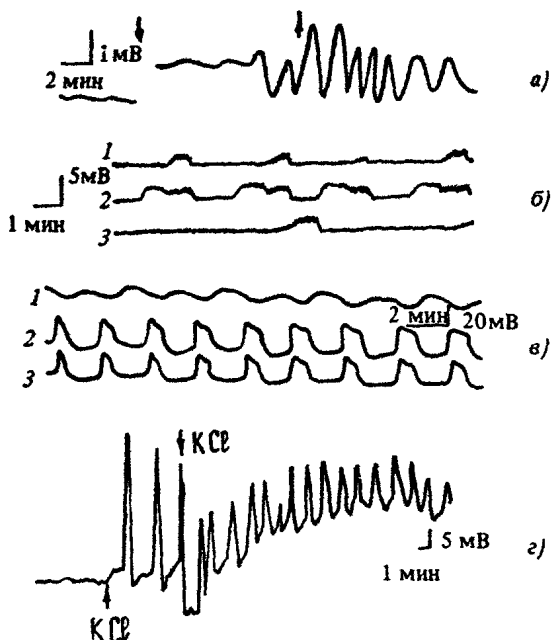 1 мВ
2 мин
а)
1
5мВ
2
1 мин
3
б)
1
2 мин
20мВ
2
3
в)
KCl
5 мВ
1 мин
г)
KCl